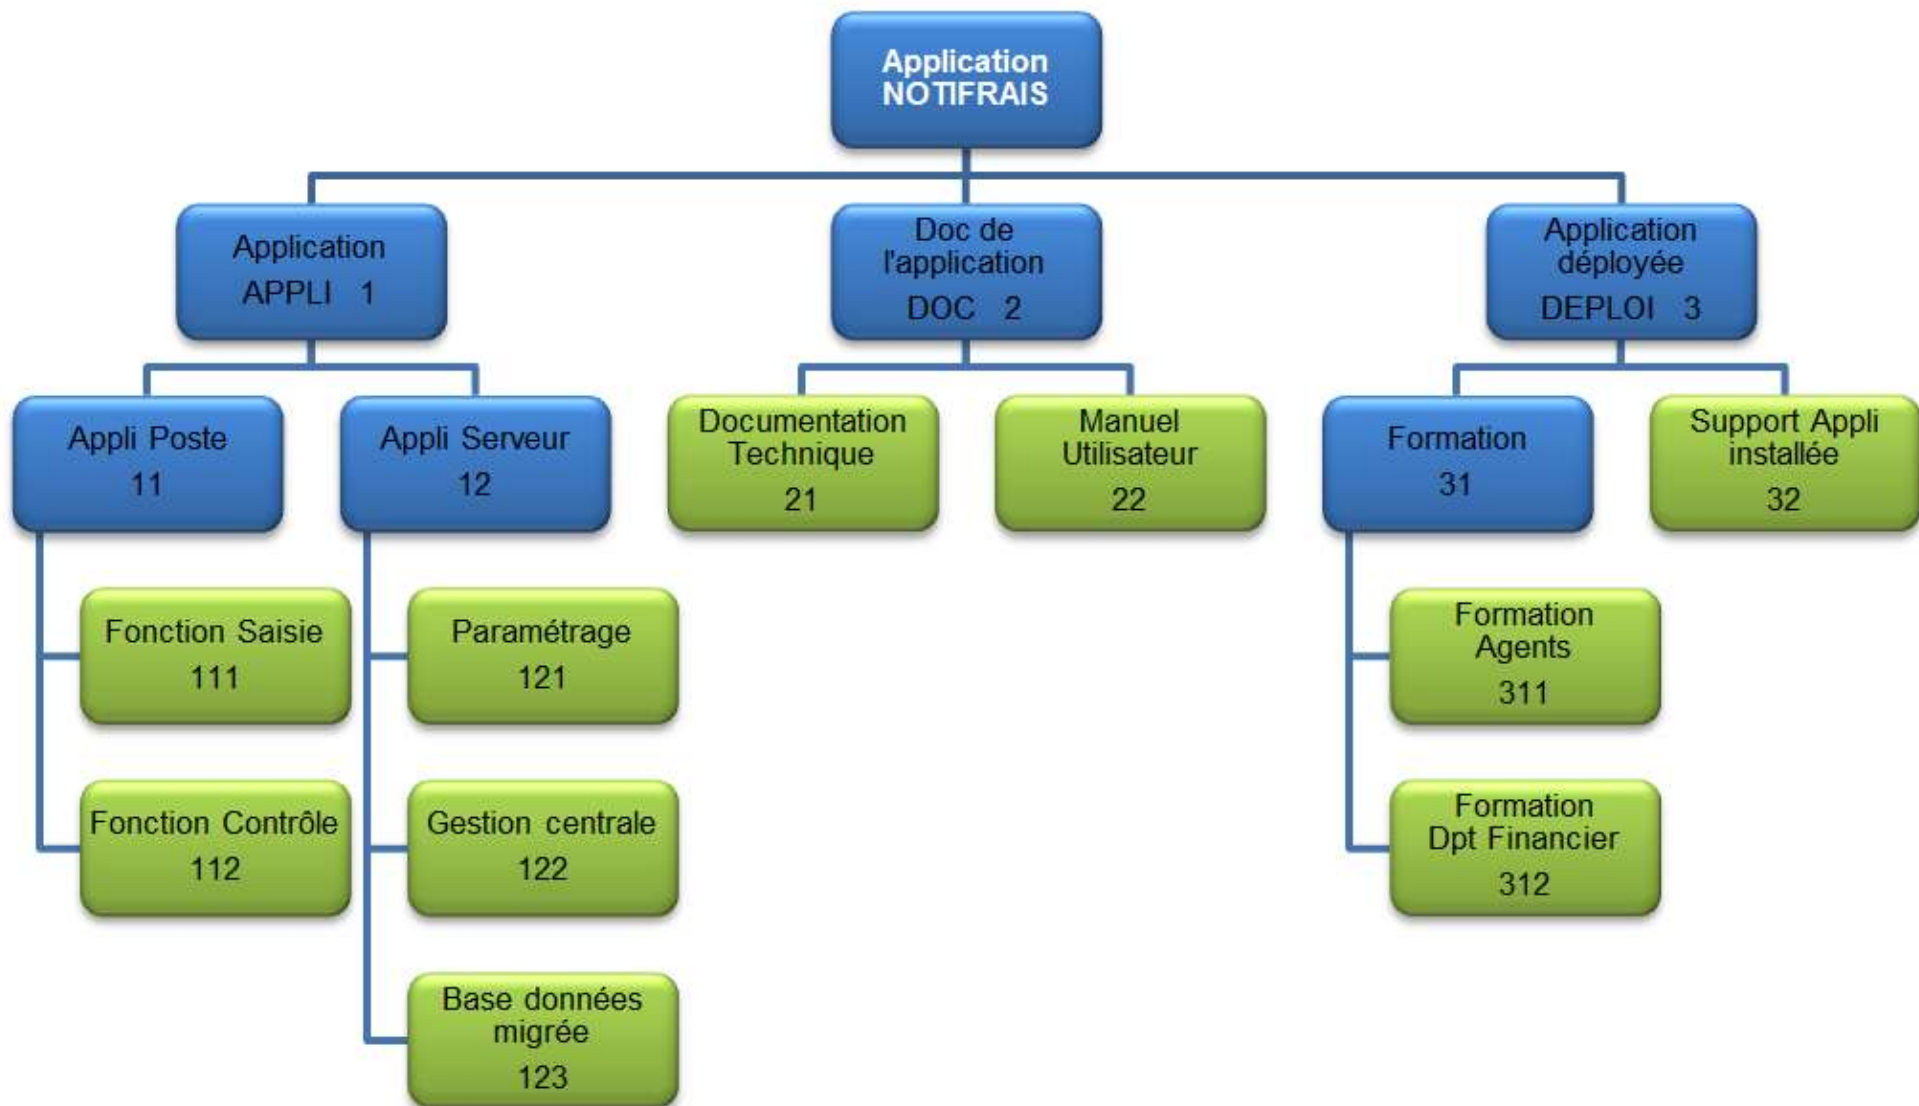 Application
NOTIFRAIS
Application
APPLI 1
Doc de
l'application
DOC 2
Application
déployée
DEPLOI 3
Appli Poste
11
Appli Serveur
12
Documentation
Technique
21
Manuel
Utilisateur
22
Formation
31
Support Appli
installée
32
Fonction Saisie
111
Paramétrage
121
Formation
Agents
311
Fonction Contrôle
112
Gestion centrale
122
Formation
Dpt Financier
312
Base données
migrée
123